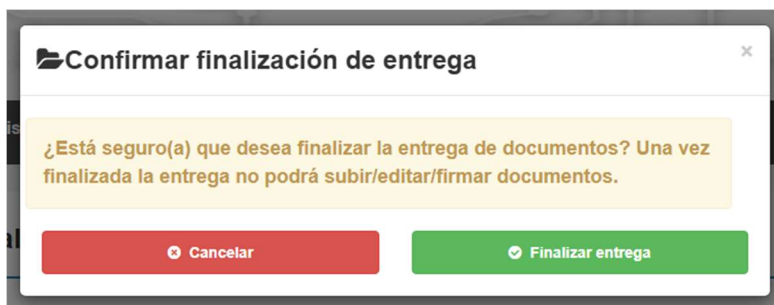 Confirmar finalización de entrega
×
¿Está seguro(a) que desea finalizar la entrega de documentos? Una vez
finalizada la entrega no podrá subir/editar/firmar documentos.
Cancelar
Finalizar entrega